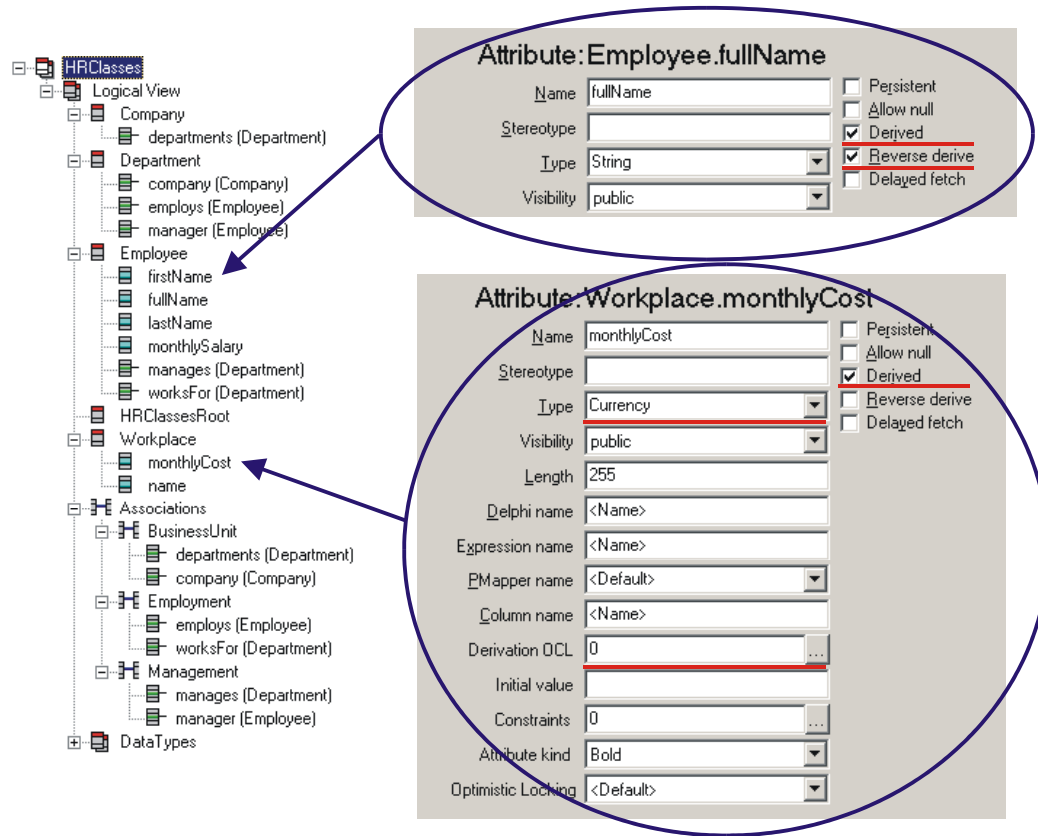 HRClasses
Logical View
Company
departments (Department)
Department
company (Company)
employs (Employee)
manager (Employee)
Employee
firstName
fullName
lastName
monthlySalary
manages (Department)
worksFor (Department)
HRClassesRoot
Workplace
monthlyCost
name
Associations
BusinessUnit
departments (Department)
company (Company)
Employment
employs (Employee)
worksFor (Department)
Management
manages (Department)
manager (Employee)
DataTypes
Attribute:Employee.fullName
Name fullName
Stereotype
Type String
Visibility public
Persistent
Allow null
Derived
Reverse derive
Delayed fetch
Attribute:Workplace.monthlyCost
Name monthlyCost
Stereotype
Type Currency
Visibility public
Length 255
Delphi name <Name>
Expression name <Name>
PMapper name <Default>
Column name <Name>
Derivation OCL 0 ...
Initial value
Constraints 0 ...
Attribute kind Bold
Optimistic Locking <Default>
Persistent
Allow null
Derived
Reverse derive
Delayed fetch